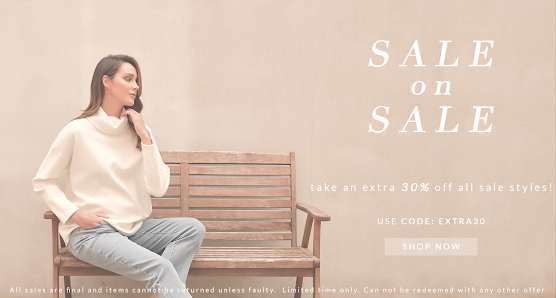 SALE
on
SALE
take an extra 30% off all sale styles!
USE CODE: EXTRA30
SHOP NOW
All sales are final and items cannot be returned unless faulty. Limited time only. Can not be redeemed with any other offer.